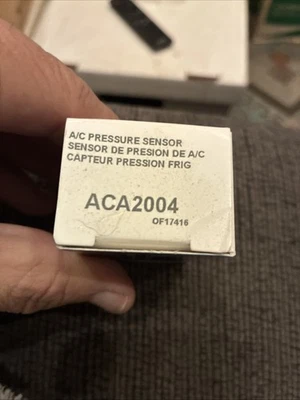 A/C PRESSURE SENSOR
SENSOR DE PRESION DE A/C
CAPTEUR PRESSION FRIG
ACA2004
OF17416